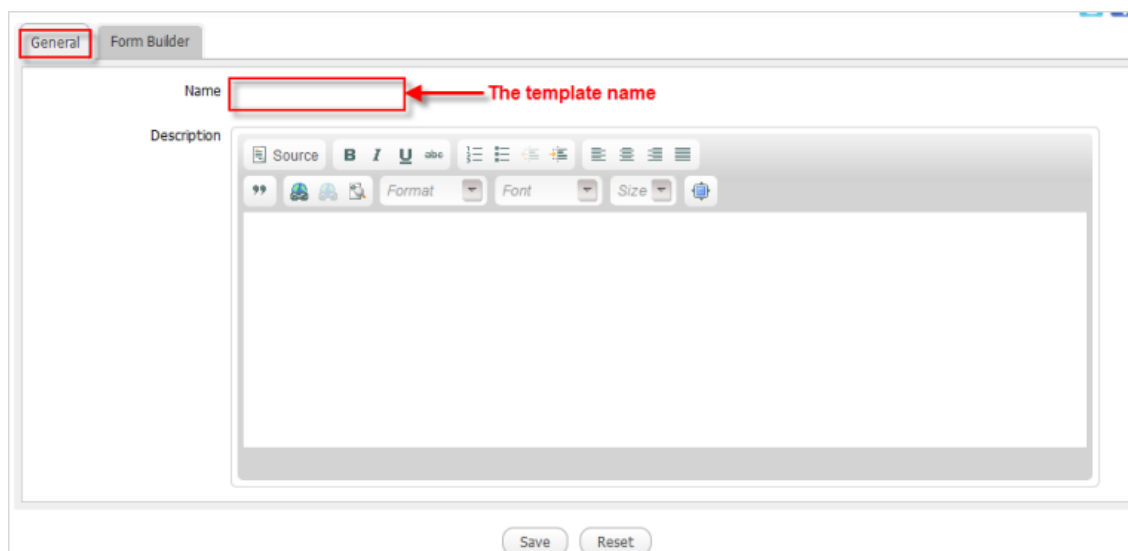 General Form Builder
Name The template name
Description
Source B I U abc
Format Font Size
Save Reset